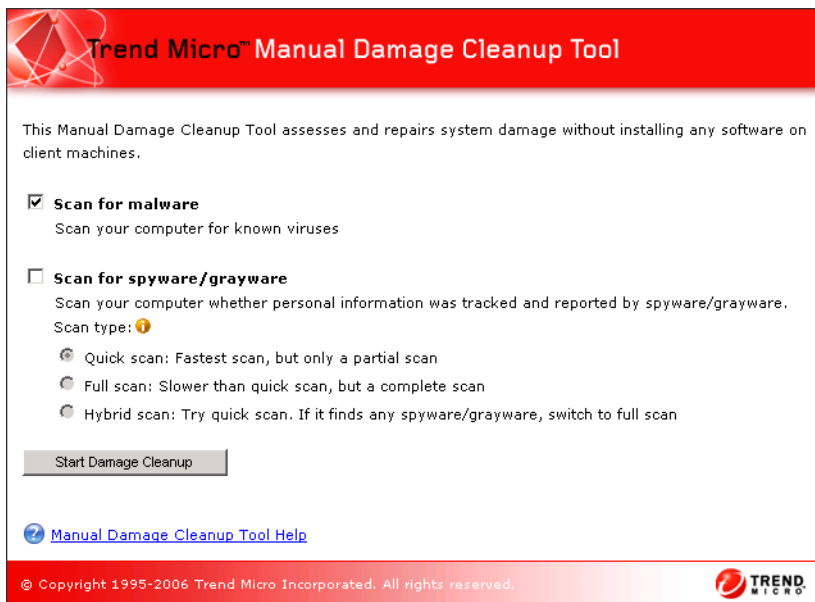 Trend Micro™ Manual Damage Cleanup Tool
This Manual Damage Cleanup Tool assesses and repairs system damage without installing any software on
client machines.
Scan for malware
Scan your computer for known viruses
Scan for spyware/grayware
Scan your computer whether personal information was tracked and reported by spyware/grayware.
Scan type:
Quick scan: Fastest scan, but only a partial scan
Full scan: Slower than quick scan, but a complete scan
Hybrid scan: Try quick scan. If it finds any spyware/grayware, switch to full scan
Start Damage Cleanup
Manual Damage Cleanup Tool Help
© Copyright 1995-2006 Trend Micro Incorporated. All rights reserved.
TREND
MICRO